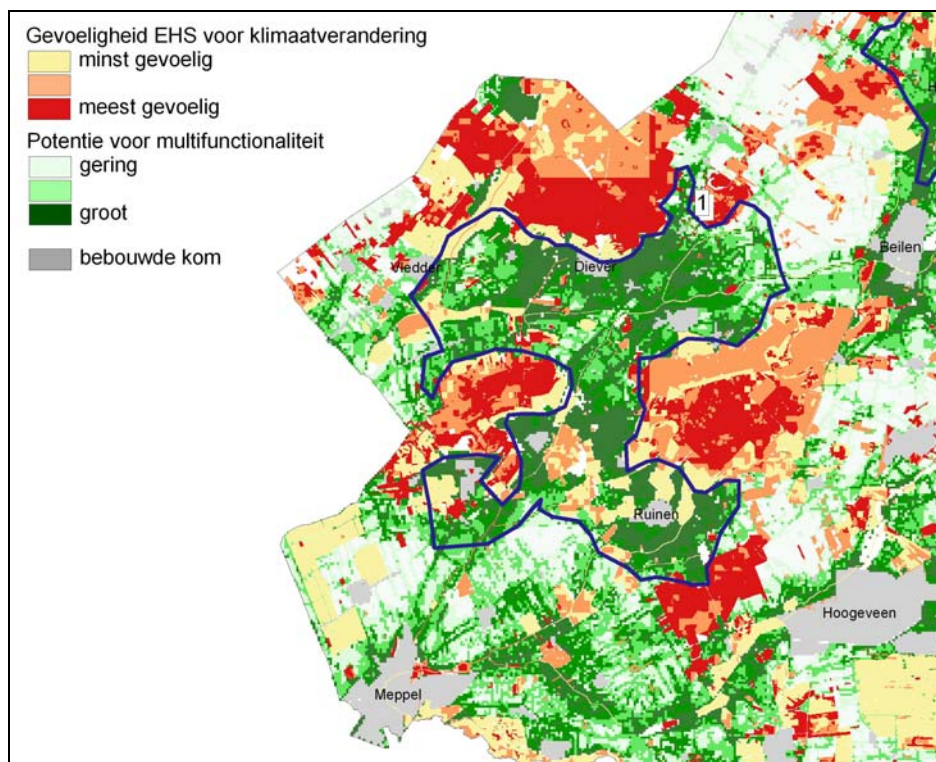 Gevoeligheid EHS voor klimaatverandering
minst gevoelig
meest gevoelig
Potentie voor multifunctionaliteit
gering
groot
bebouwde kom
1
Beilen
Vledder
Diever
Ruinen
Hoogeveen
Meppel